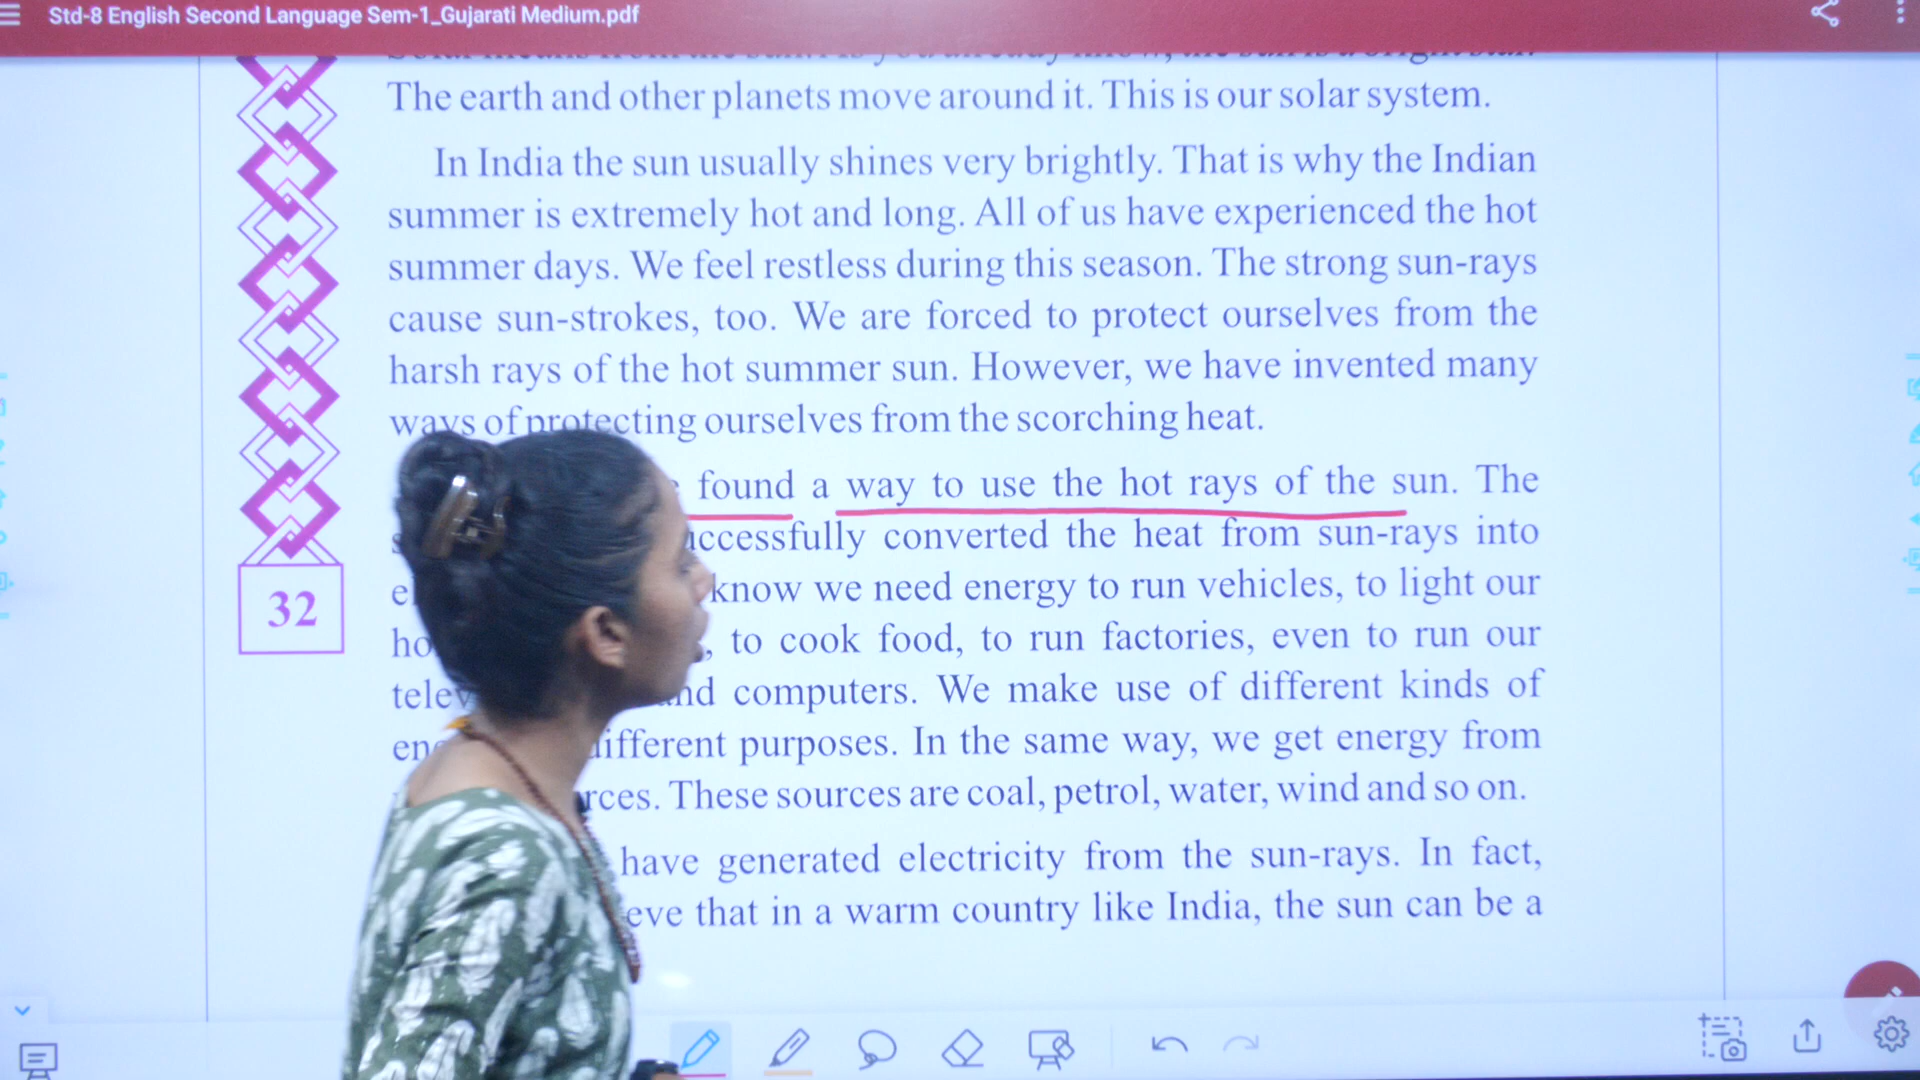 Std-8 English Second Language Sem-1_Gujarati Medium.pdf
The earth and other planets move around it. This is our solar system.
In India the sun usually shines very brightly. That is why the Indian
summer is extremely hot and long. All of us have experienced the hot
summer days. We feel restless during this season. The strong sun-rays
cause sun-strokes, too. We are forced to protect ourselves from the
harsh rays of the hot summer sun. However, we have invented many
ways of protecting ourselves from the scorching heat.
found a way to use the hot rays of the sun. The
converted the heat from sun-rays into
know we need energy to run vehicles, to light our
to cook food, to run factories, even to run our
computers. We make use of different kinds of
different purposes. In the same way, we get energy from
These sources are coal, petrol, water, wind and so on.
have generated electricity from the sun-rays. In fact,
that in a warm country like India, the sun can be a
32